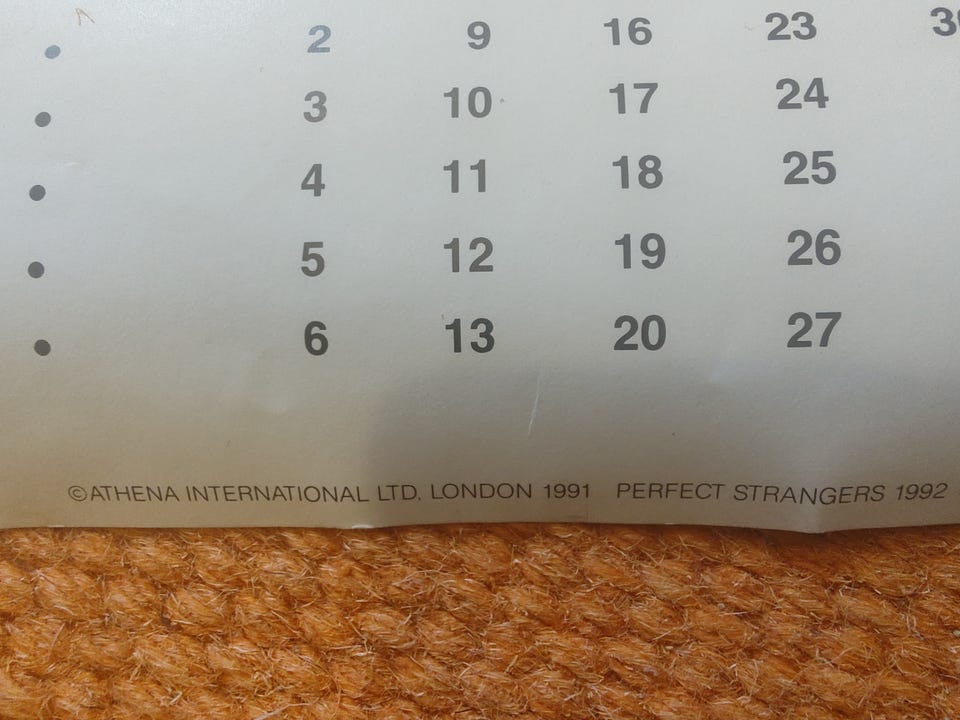 2 9 16 23
3 10 17 24
4 11 18 25
5 12 19 26
6 13 20 27
©ATHENA INTERNATIONAL LTD. LONDON 1991 PERFECT STRANGERS 1992